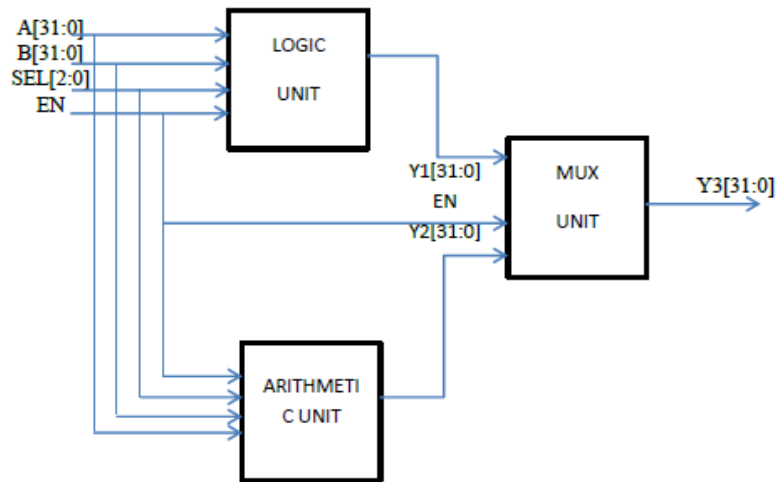 A[31:0]
B[31:0]
SEL[2:0]
EN
LOGIC
UNIT
Y1[31:0]
EN
Y2[31:0]
MUX
UNIT
Y3[31:0]
ARITHMETI
C UNIT